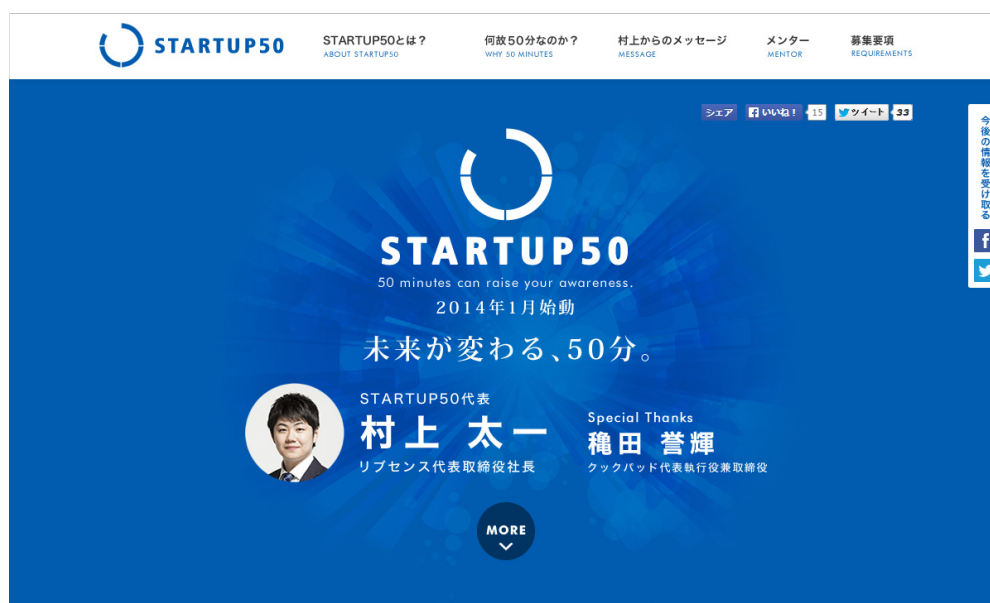 STARTUP50
STARTUP50とは？
ABOUT STARTUP50
何故50分なのか？
WHY 50 MINUTES
村上からのメッセージ
MESSAGE
メンター
MENTOR
募集要項
REQUIREMENTS
シェア
いいね！ 15
ツイート 33
今後の情報を受け取る
STARTUP50
50 minutes can raise your awareness.
2014年1月始動
未来が変わる、50分。
STARTUP50代表
村上 太一
リブセンス代表取締役社長
Special Thanks
穐田 誉輝
クックパッド代表執行役兼取締役
MORE